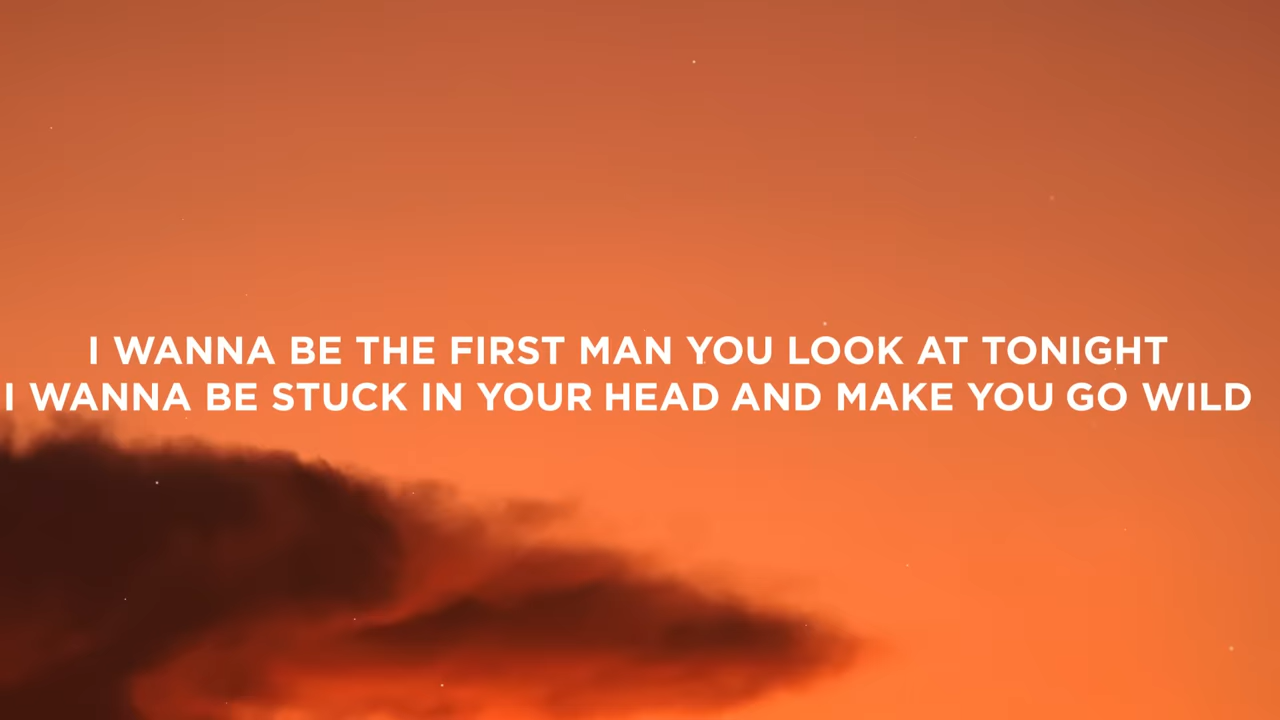 I WANNA BE THE FIRST MAN YOU LOOK AT TONIGHT
I WANNA BE STUCK IN YOUR HEAD AND MAKE YOU GO WILD